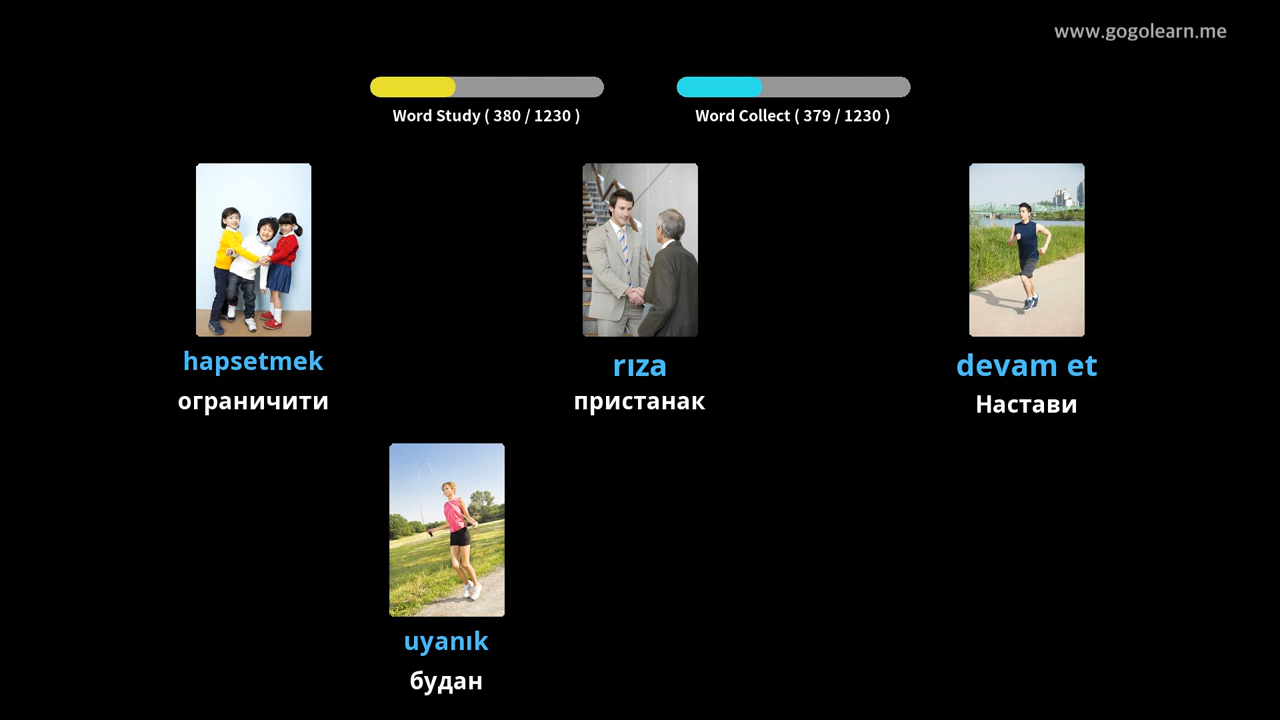 www.gogolearn.me
Word Study ( 380 / 1230 )
Word Collect ( 379 / 1230 )
hapsetmek
ограничити
rıza
пристанак
devam et
Настави
uyanık
будан